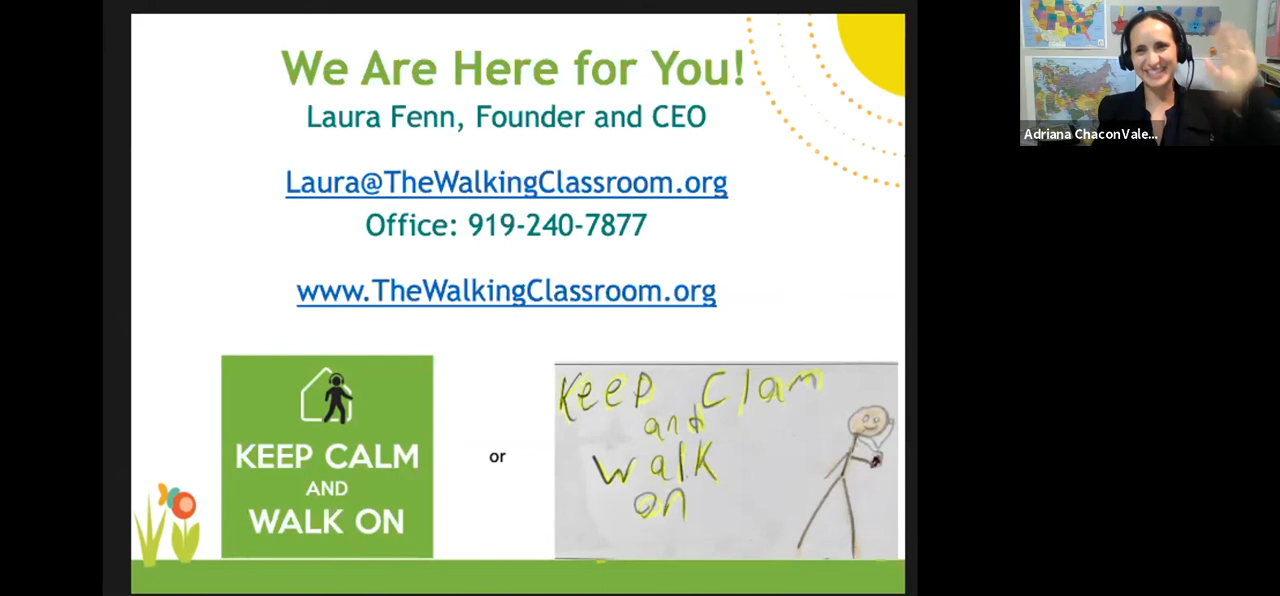 We Are Here for You!
Laura Fenn, Founder and CEO
Laura@TheWalkingClassroom.org
Office: 919-240-7877
www.TheWalkingClassroom.org
KEEP CALM
AND
WALK ON
or
Keep Clam
and
Walk
on
Adriana ChaconVale...